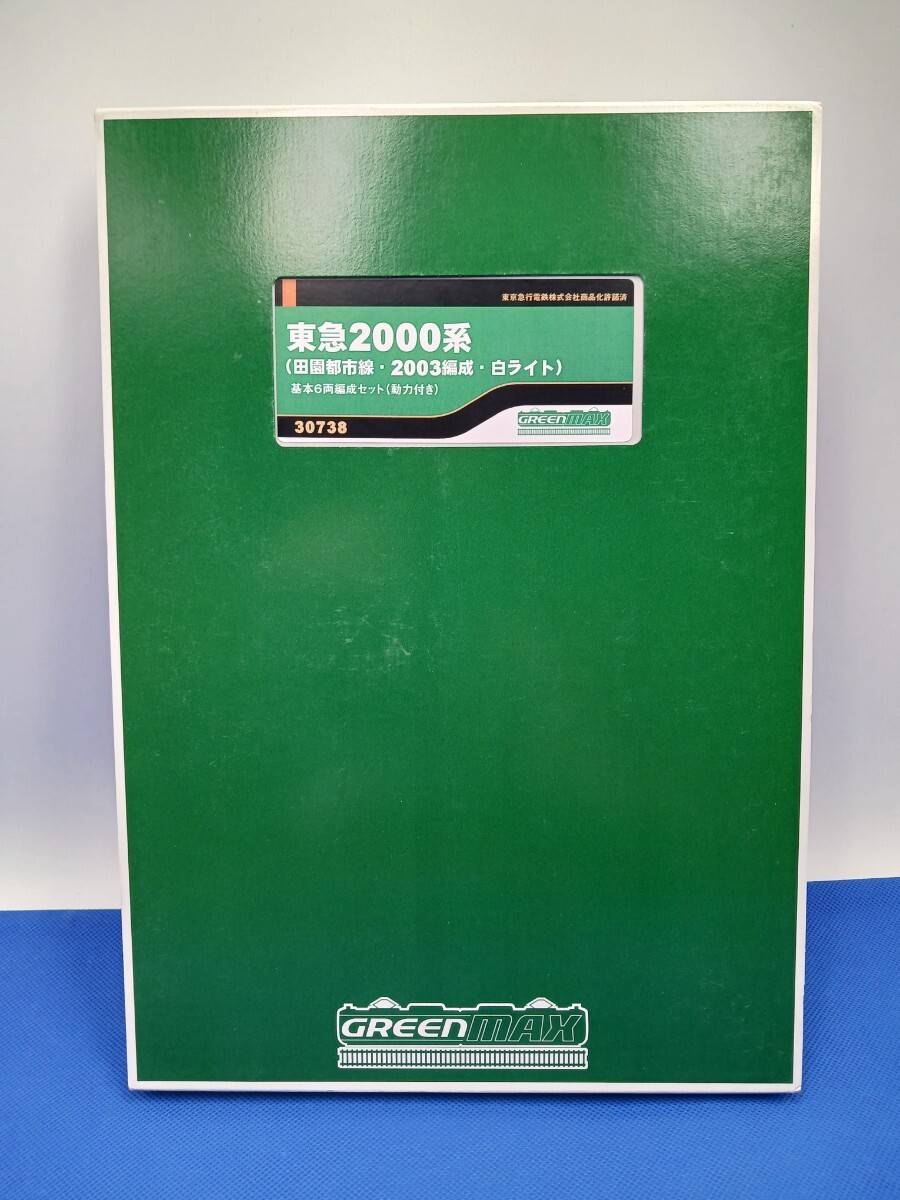 東京急行電鉄株式会社商品化許諾済
東急2000系
(田園都市線・2003編成・白ライト)
基本6両編成セット(動力付き)
30738
GREENMAX
GREENMAX